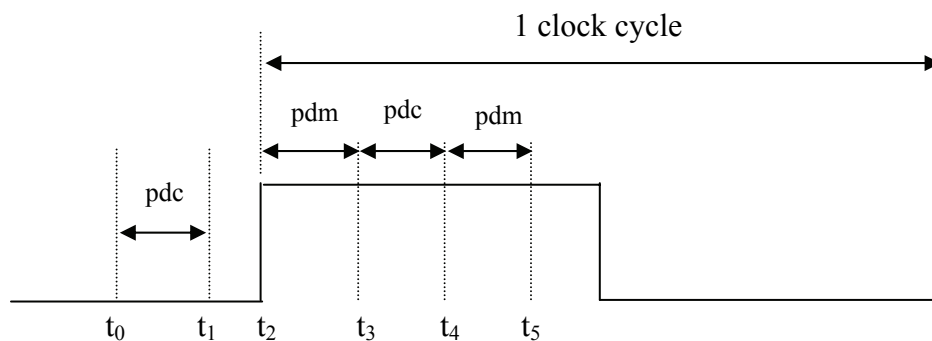 1 clock cycle
pdm pdc pdm
pdc
t₀ t₁ t₂ t₃ t₄ t₅